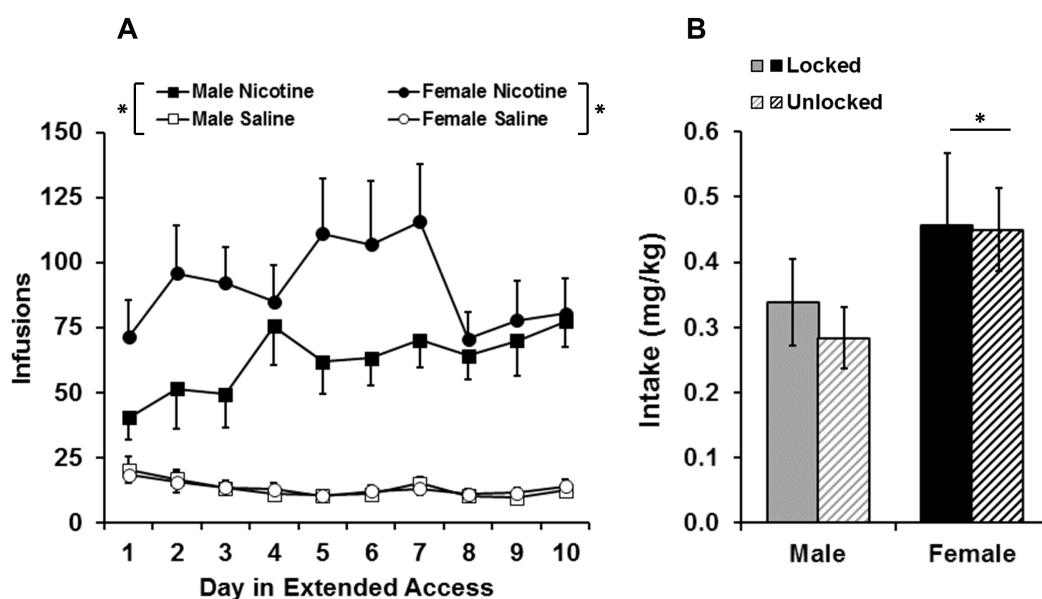 A
B
Male Nicotine
Female Nicotine
Male Saline
Female Saline
*
*
Locked
Unlocked
*
150
125
100
75
50
25
0
Infusions
1 2 3 4 5 6 7 8 9 10
Day in Extended Access
0.6
0.5
0.4
0.3
0.2
0.1
0.0
Intake (mg/kg)
Male Female